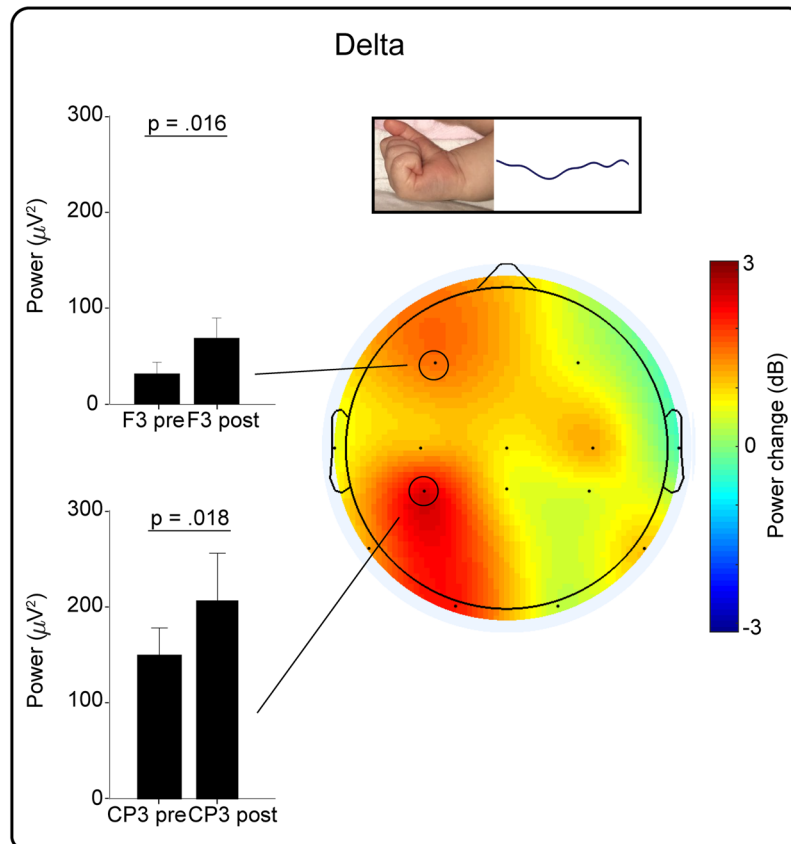 Delta
300
p = .016
200
Power (μV²)
100
0
F3 pre F3 post
300
p = .018
200
Power (μV²)
100
0
CP3 pre CP3 post
3
0
-3
Power change (dB)